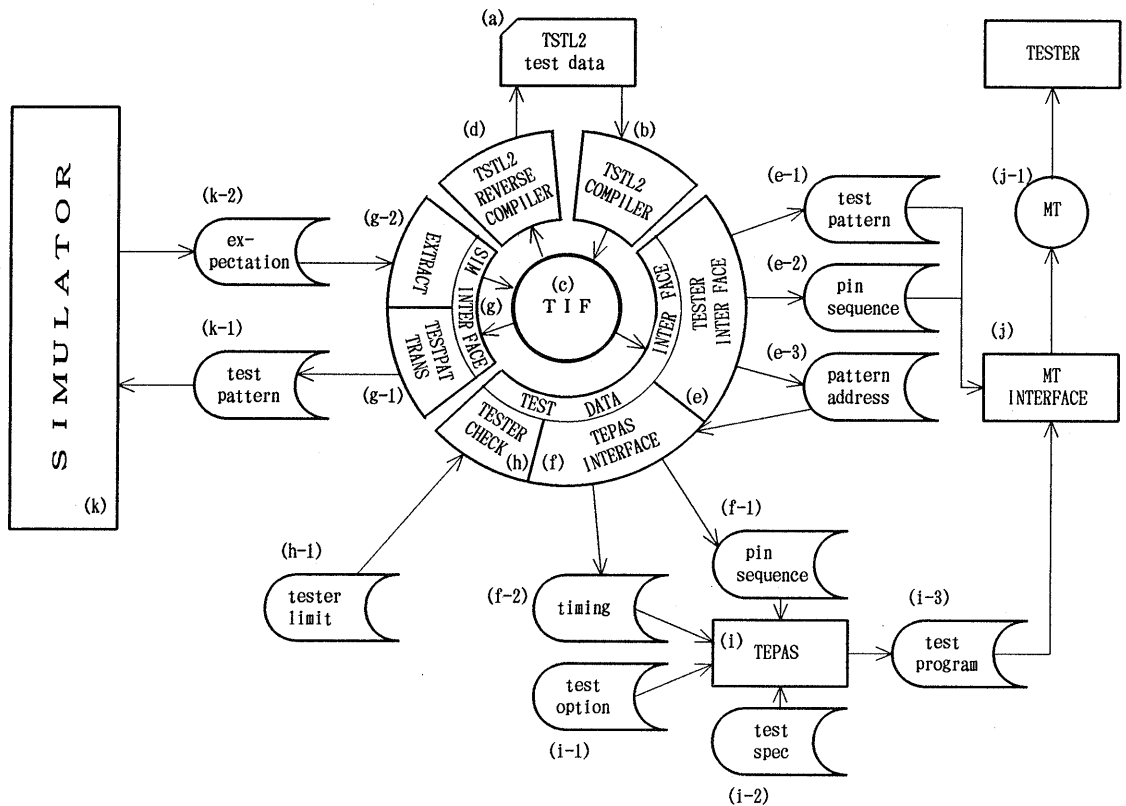 (a)
TSTL2
test data
TESTER
(d)
(b)
TSTL2
REVERSE
COMPILER
TSTL2
COMPILER
(e-1)
test
pattern
(j-1)
MT
SIMULATOR
(k)
(k-2)
ex-
pectation
(g-2)
EXTRACT
SIM INTERFACE
(g)
(c)
TIF
INTER FACE
TESTER
INTER FACE
(e-2)
pin
sequence
(k-1)
test
pattern
(g-1)
TESTPAT
TRANS
(e-3)
pattern
address
(e)
(j)
MT
INTERFACE
TEST DATA
TESTER
CHECK
(h)
(f)
TEPAS
INTERFACE
(h-1)
tester
limit
(f-2)
timing
(f-1)
pin
sequence
(i)
TEPAS
(i-3)
test
program
test
option
(i-1)
test
spec
(i-2)